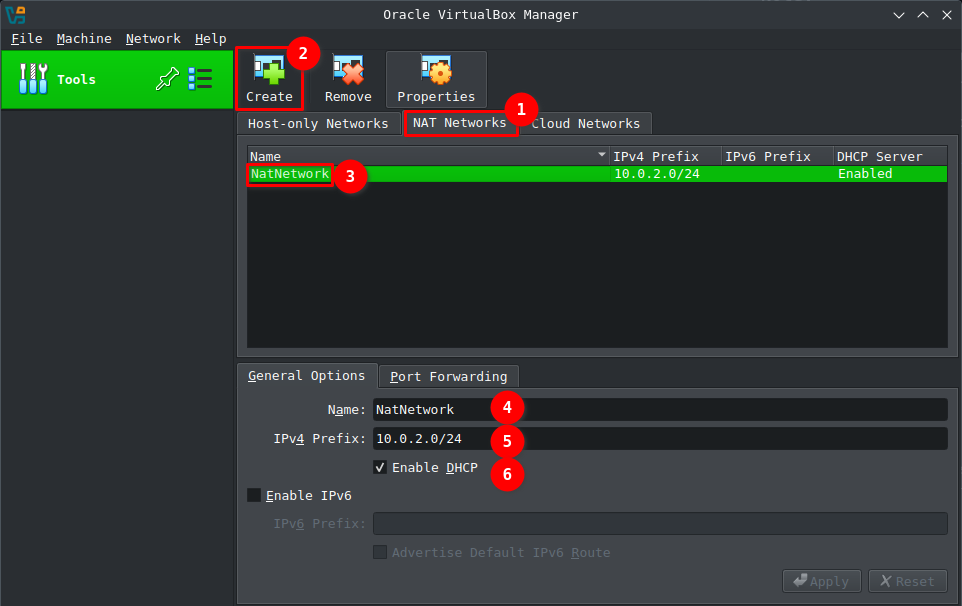 Oracle VirtualBox Manager
File Machine Network Help
Tools
Create 2 Remove Properties
Host-only Networks NAT Networks 1 Cloud Networks
Name IPv4 Prefix IPv6 Prefix DHCP Server
NatNetwork 3 10.0.2.0/24 Enabled
General Options Port Forwarding
Name: NatNetwork 4
IPv4 Prefix: 10.0.2.0/24 5
Enable DHCP 6
Enable IPv6
IPv6 Prefix:
Advertise Default IPv6 Route
Apply Reset